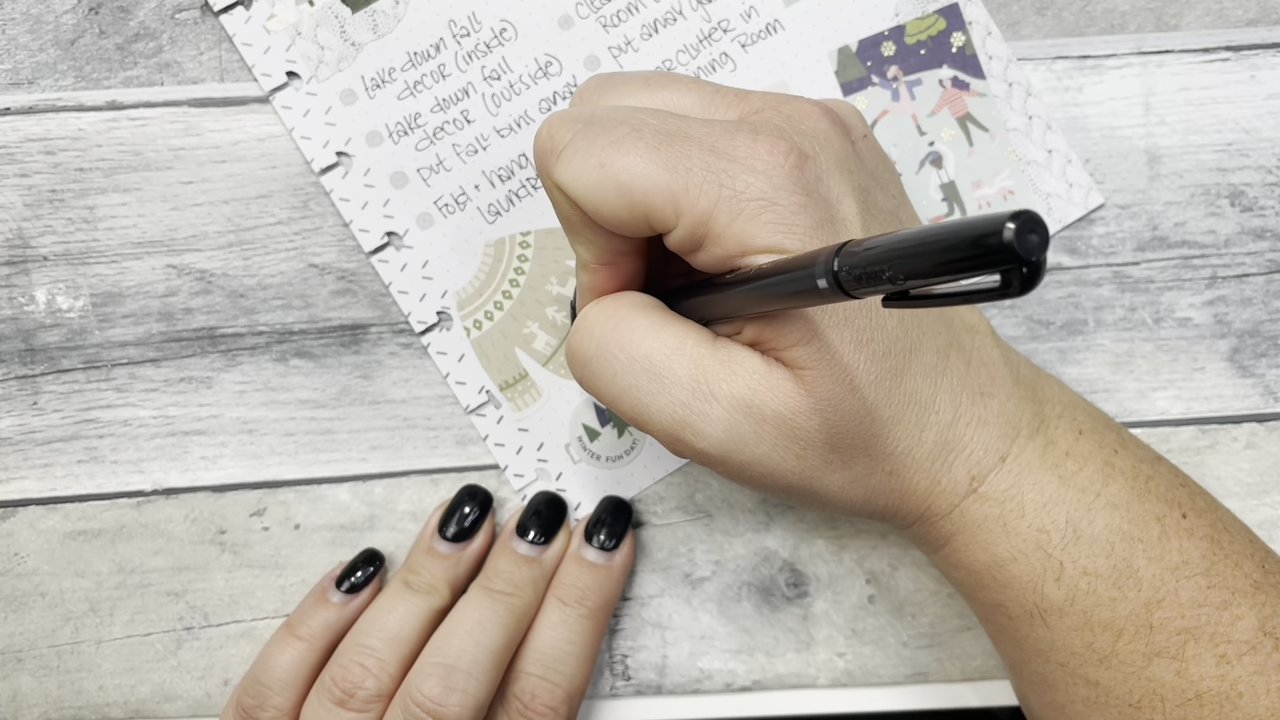 take down fall
decor (inside)
take down fall
decor (outside)
put fall bins away
Fold + hang
laundry
Room
put away
CLUTTER in
Room
WINTER FUN DAY!